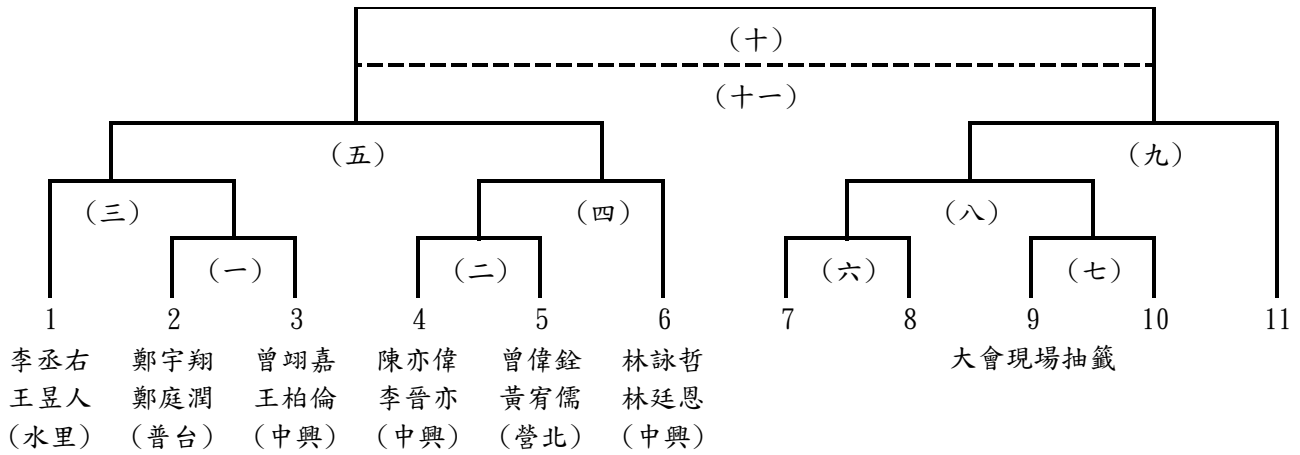 （十）
（十一）
（五）
（九）
（三）
（四）
（八）
（一）
（二）
（六）
（七）
1 2 3 4 5 6 7 8 9 10 11
李丞右 鄭宇翔 曾翊嘉 陳亦偉 曾偉銓 林詠哲 大會現場抽籤
王昱人 鄭庭潤 王柏倫 李晉亦 黃宥儒 林廷恩
（水里） （普台） （中興） （中興） （營北） （中興）